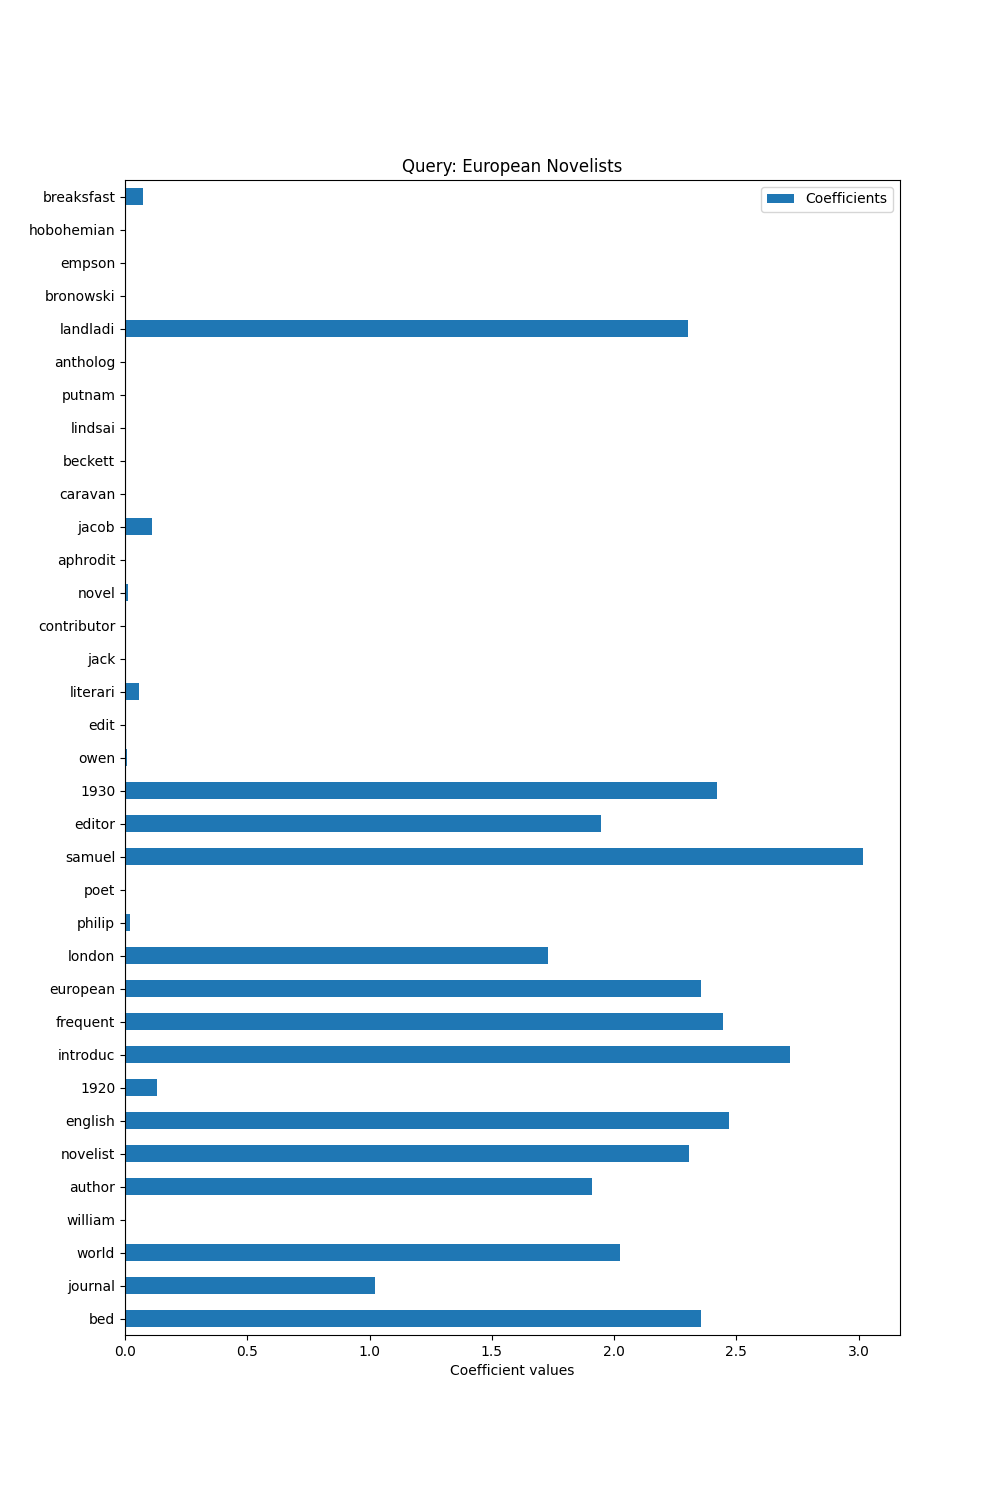 Query: European Novelists
Coefficients
breaksfast
hobohemian
empson
bronowski
landladi
antholog
putnam
lindsai
beckett
caravan
jacob
aphrodit
novel
contributor
jack
literari
edit
owen
1930
editor
samuel
poet
philip
london
european
frequent
introduc
1920
english
novelist
author
william
world
journal
bed
0.0 0.5 1.0 1.5 2.0 2.5 3.0
Coefficient values